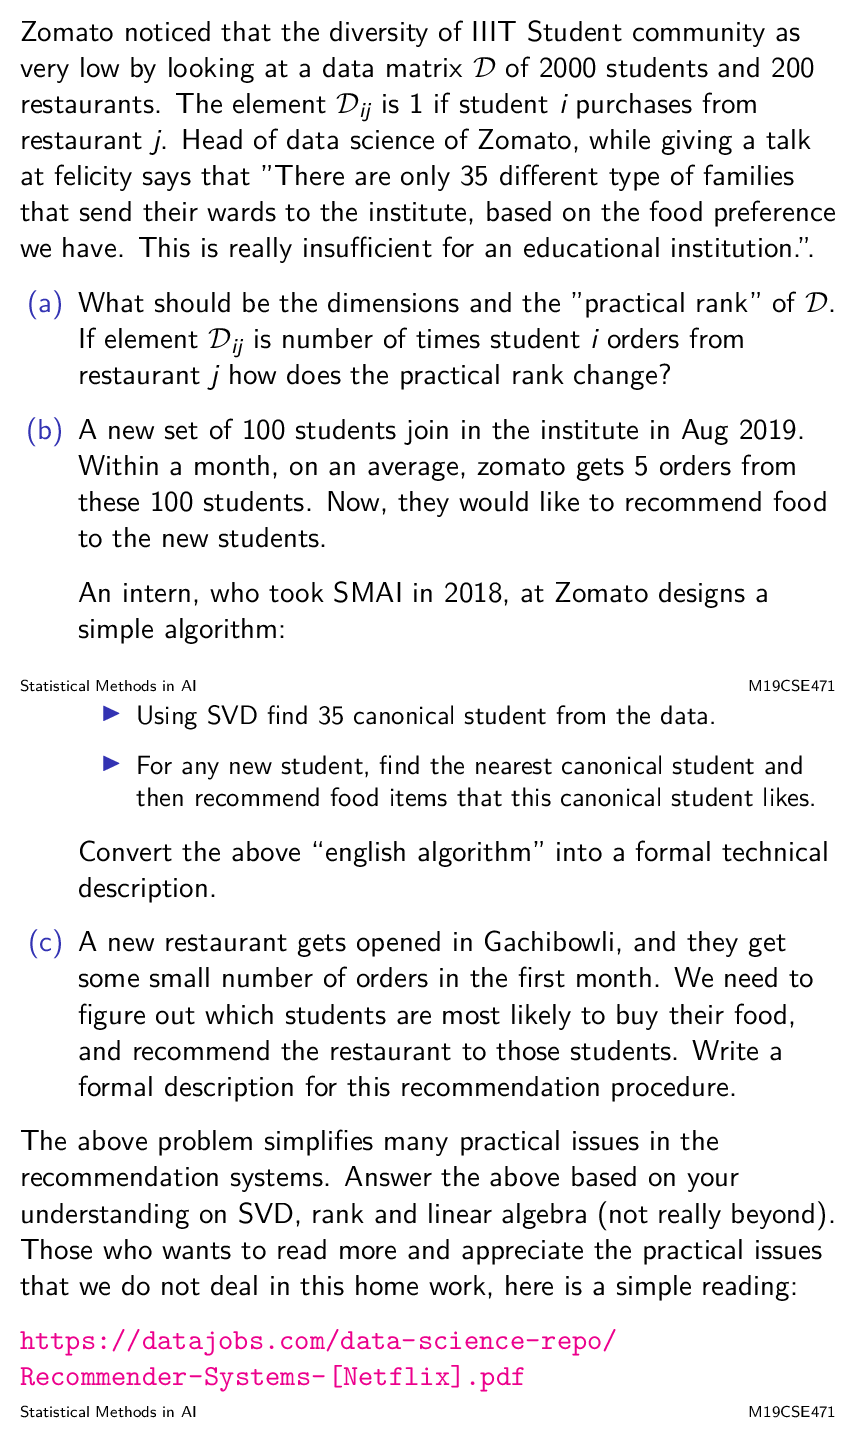 Zomato noticed that the diversity of IIIT Student community as
very low by looking at a data matrix 𝒟 of 2000 students and 200
restaurants. The element 𝒟ij is 1 if student i purchases from
restaurant j. Head of data science of Zomato, while giving a talk
at felicity says that ”There are only 35 different type of families
that send their wards to the institute, based on the food preference
we have. This is really insufficient for an educational institution.”.
(a) What should be the dimensions and the ”practical rank” of 𝒟.
If element 𝒟ij is number of times student i orders from
restaurant j how does the practical rank change?
(b) A new set of 100 students join in the institute in Aug 2019.
Within a month, on an average, zomato gets 5 orders from
these 100 students. Now, they would like to recommend food
to the new students.
An intern, who took SMAI in 2018, at Zomato designs a
simple algorithm:
Statistical Methods in AI M19CSE471
▶ Using SVD find 35 canonical student from the data.
▶ For any new student, find the nearest canonical student and
then recommend food items that this canonical student likes.
Convert the above “english algorithm” into a formal technical
description.
(c) A new restaurant gets opened in Gachibowli, and they get
some small number of orders in the first month. We need to
figure out which students are most likely to buy their food,
and recommend the restaurant to those students. Write a
formal description for this recommendation procedure.
The above problem simplifies many practical issues in the
recommendation systems. Answer the above based on your
understanding on SVD, rank and linear algebra (not really beyond).
Those who wants to read more and appreciate the practical issues
that we do not deal in this home work, here is a simple reading:
https://datajobs.com/data-science-repo/
Recommender-Systems-[Netflix].pdf
Statistical Methods in AI M19CSE471